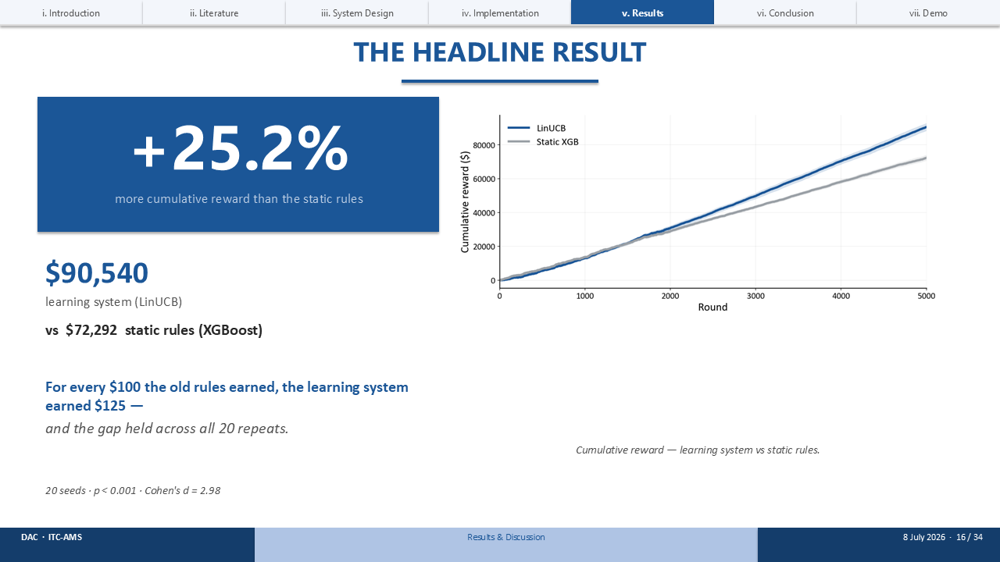 i. Introduction
ii. Literature
iii. System Design
iv. Implementation
v. Results
vi. Conclusion
vii. Demo
THE HEADLINE RESULT
+25.2%
more cumulative reward than the static rules
$90,540
learning system (LinUCB)
vs $72,292 static rules (XGBoost)
For every $100 the old rules earned, the learning system
earned $125 —
and the gap held across all 20 repeats.
20 seeds · p < 0.001 · Cohen's d = 2.98
LinUCB
Static XGB
Cumulative reward ($)
80000
60000
40000
20000
0
0 1000 2000 3000 4000 5000
Round
Cumulative reward — learning system vs static rules.
DAC · ITC-AMS
Results & Discussion
8 July 2026 · 16 / 34